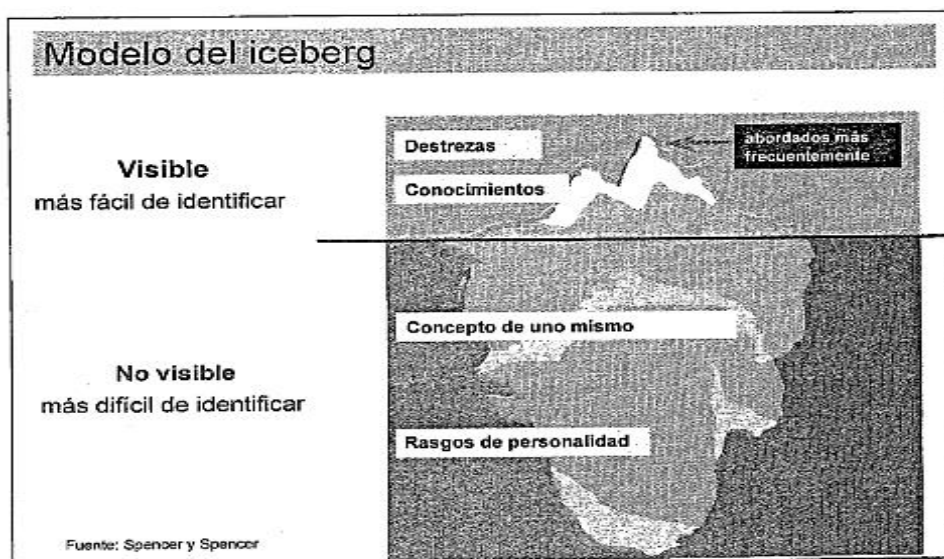 Modelo del iceberg
Visible
más fácil de identificar
Destrezas
Conocimientos
abordados más
frecuentemente
No visible
más difícil de identificar
Concepto de uno mismo
Rasgos de personalidad
Fuente: Spencer y Spencer